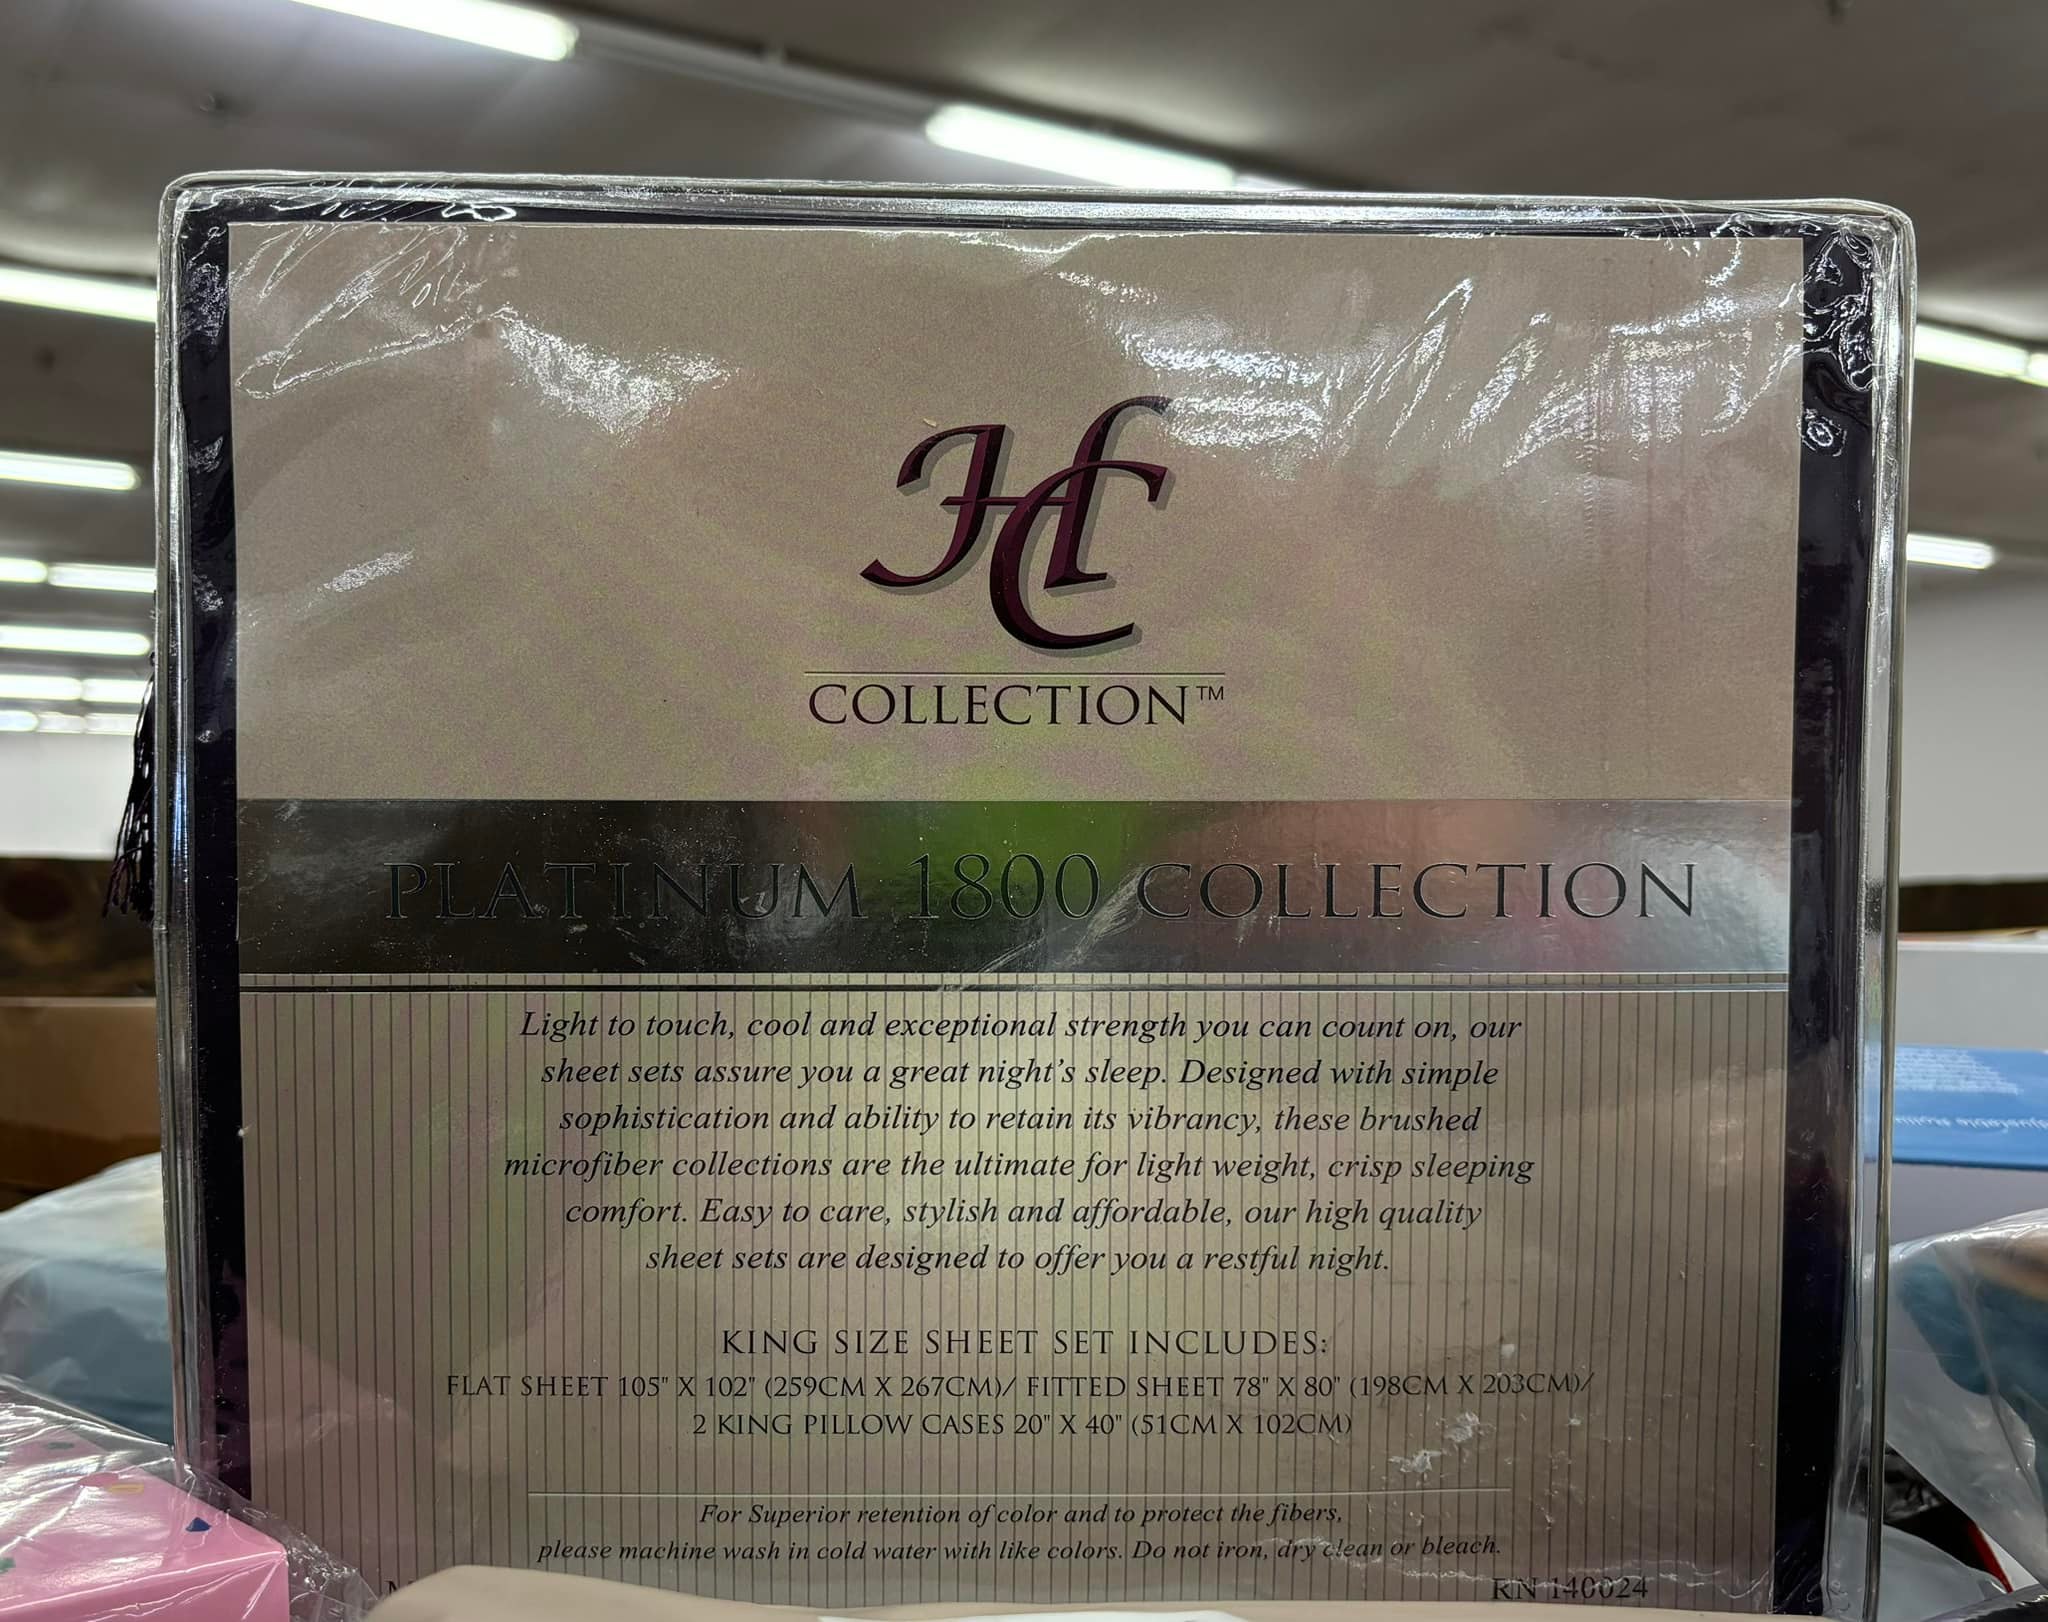 HC
COLLECTION™
PLATINUM 1800 COLLECTION
Light to touch, cool and exceptional strength you can count on, our
sheet sets assure you a great night's sleep. Designed with simple
sophistication and ability to retain its vibrancy, these brushed
microfiber collections are the ultimate for light weight, crisp sleeping
comfort. Easy to care, stylish and affordable, our high quality
sheet sets are designed to offer you a restful night.
KING SIZE SHEET SET INCLUDES:
FLAT SHEET 105" X 102" (259CM X 267CM)/ FITTED SHEET 78" X 80" (198CM X 203CM)/
2 KING PILLOW CASES 20" X 40" (51CM X 102CM)
For Superior retention of color and to protect the fibers,
please machine wash in cold water with like colors. Do not iron, dry clean or bleach.
RN 140024